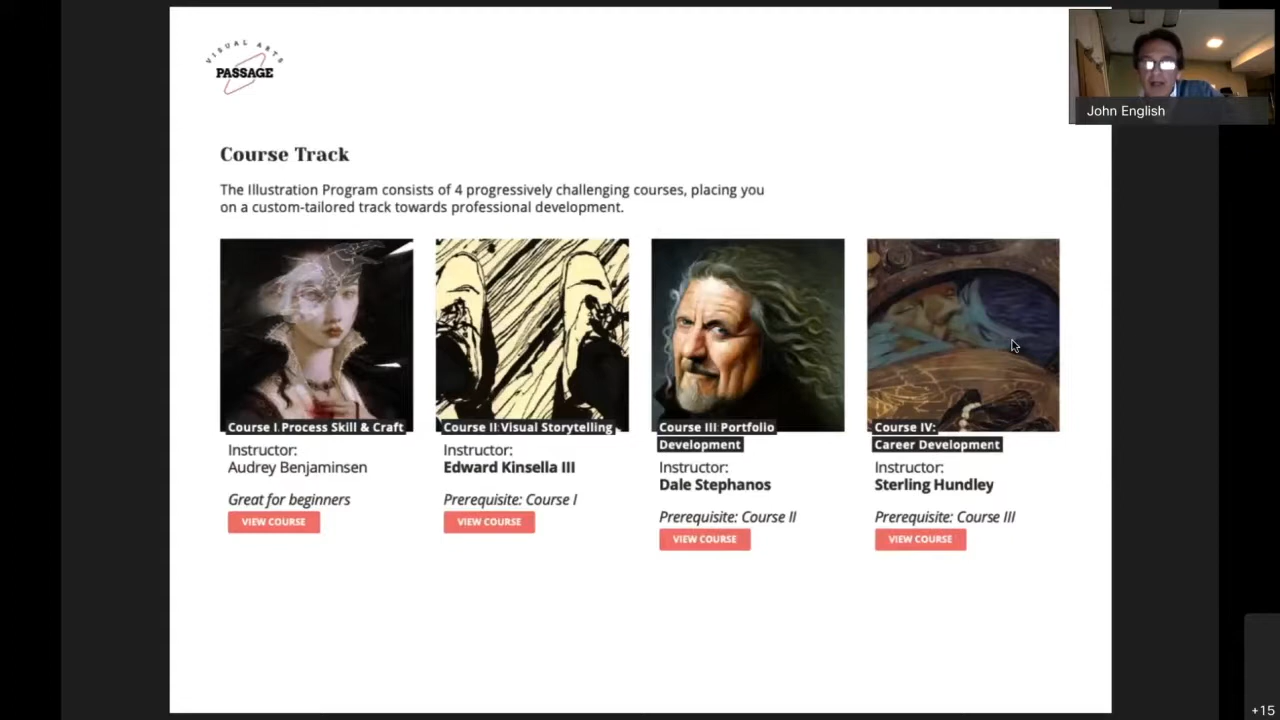 VISUAL ARTS
PASSAGE
John English
Course Track
The Illustration Program consists of 4 progressively challenging courses, placing you
on a custom-tailored track towards professional development.
Course I Process Skill & Craft
Instructor:
Audrey Benjaminsen
Great for beginners
VIEW COURSE
Course II Visual Storytelling
Instructor:
Edward Kinsella III
Prerequisite: Course I
VIEW COURSE
Course III Portfolio
Development
Instructor:
Dale Stephanos
Prerequisite: Course II
VIEW COURSE
Course IV:
Career Development
Instructor:
Sterling Hundley
Prerequisite: Course III
VIEW COURSE
+15